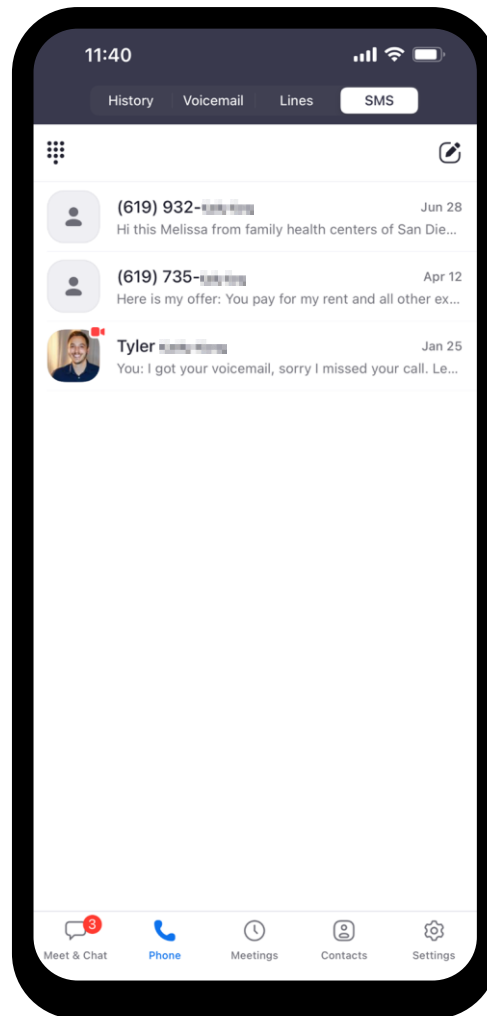 11:40
History Voicemail Lines SMS
(619) 932-
Jun 28
Hi this Melissa from family health centers of San Die...
(619) 735-
Apr 12
Here is my offer: You pay for my rent and all other ex...
Tyler
Jan 25
You: I got your voicemail, sorry I missed your call. Le...
3
Meet & Chat Phone Meetings Contacts Settings